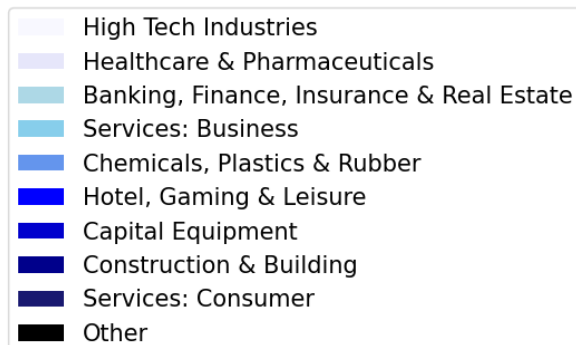 High Tech Industries
Healthcare & Pharmaceuticals
Banking, Finance, Insurance & Real Estate
Services: Business
Chemicals, Plastics & Rubber
Hotel, Gaming & Leisure
Capital Equipment
Construction & Building
Services: Consumer
Other